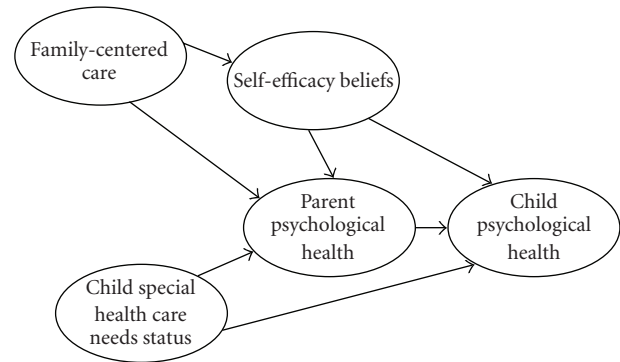 Family-centered
care
Self-efficacy beliefs
Parent
psychological
health
Child
psychological
health
Child special
health care
needs status